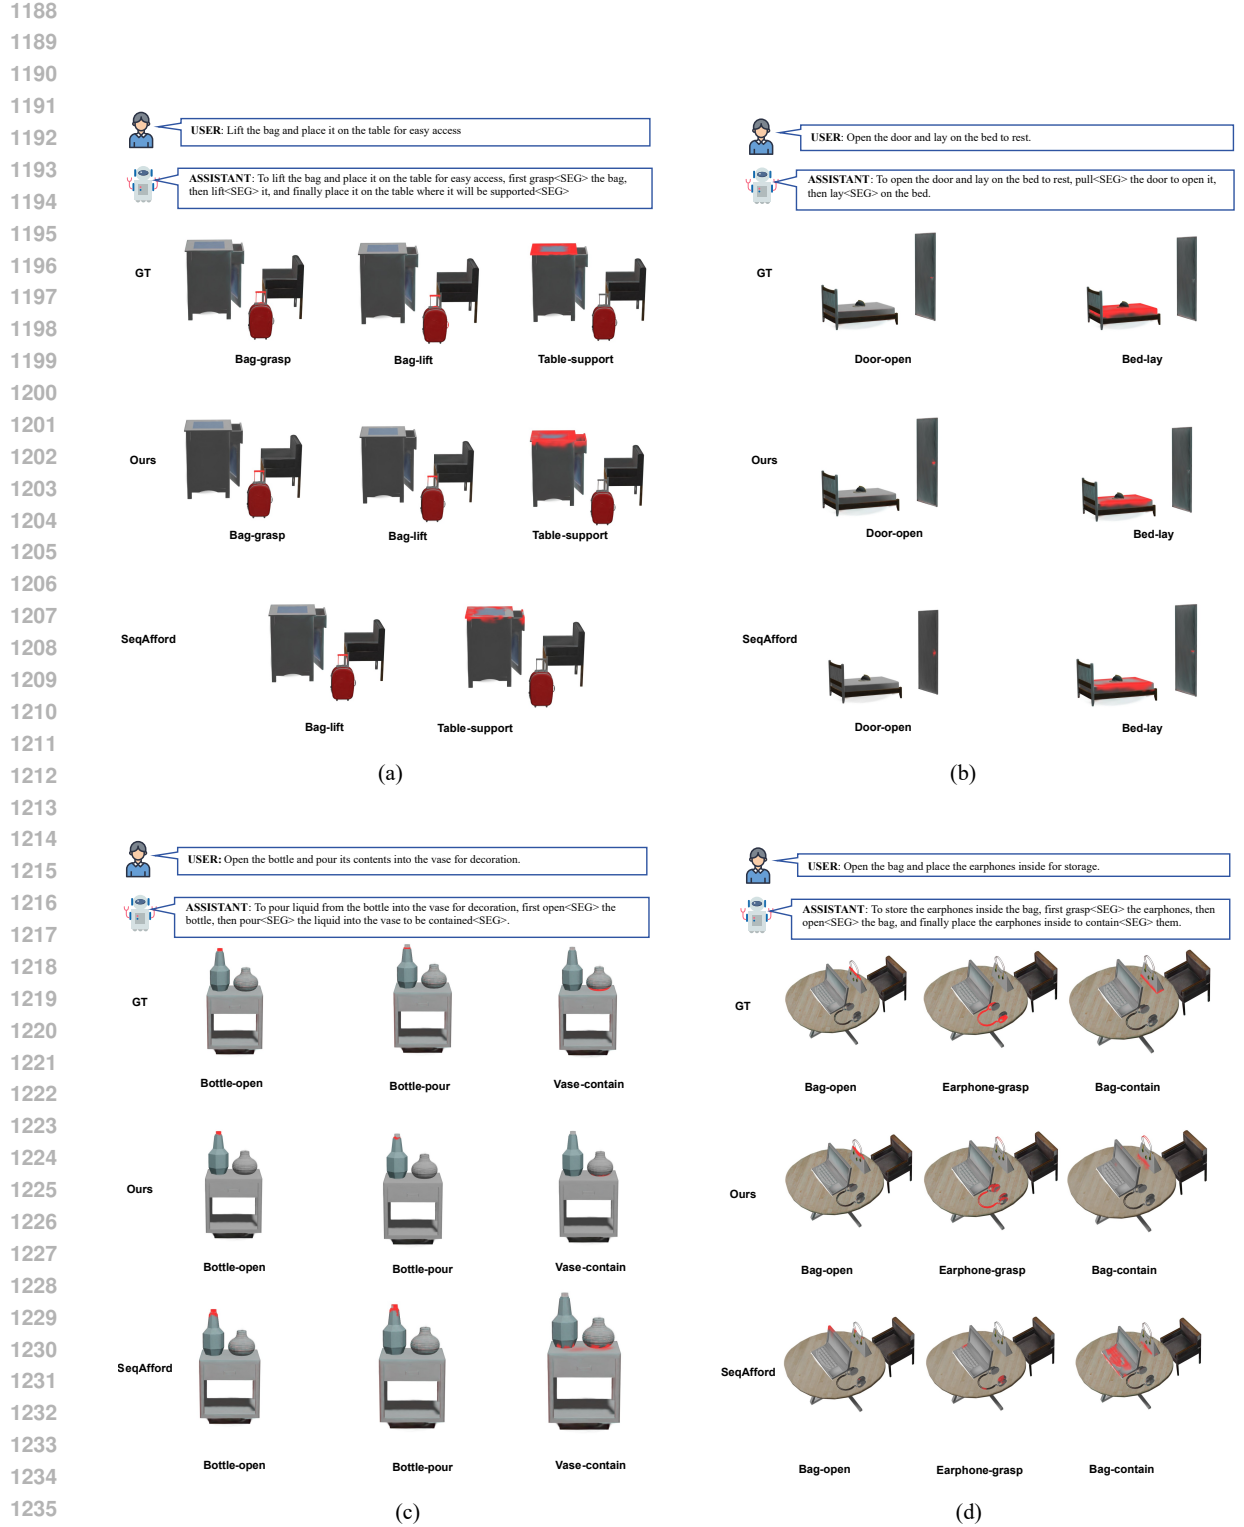 1188
1189
1190
1191
1192
1193
1194
1195
1196
1197
1198
1199
1200
1201
1202
1203
1204
1205
1206
1207
1208
1209
1210
1211
1212
1213
1214
1215
1216
1217
1218
1219
1220
1221
1222
1223
1224
1225
1226
1227
1228
1229
1230
1231
1232
1233
1234
1235
USER: Lift the bag and place it on the table for easy access
ASSISTANT: To lift the bag and place it on the table for easy access, first grasp<SEG> the bag,
then lift<SEG> it, and finally place it on the table where it will be supported<SEG>
GT
Bag-grasp
Bag-lift
Table-support
Ours
Bag-grasp
Bag-lift
Table-support
SeqAfford
Bag-lift
Table-support
(a)
USER: Open the door and lay on the bed to rest.
ASSISTANT: To open the door and lay on the bed to rest, pull<SEG> the door to open it,
then lay<SEG> on the bed.
GT
Door-open
Bed-lay
Ours
Door-open
Bed-lay
SeqAfford
Door-open
Bed-lay
(b)
USER: Open the bottle and pour its contents into the vase for decoration.
ASSISTANT: To pour liquid from the bottle into the vase for decoration, first open<SEG> the
bottle, then pour<SEG> the liquid into the vase to be contained<SEG>.
GT
Bottle-open
Bottle-pour
Vase-contain
Ours
Bottle-open
Bottle-pour
Vase-contain
SeqAfford
Bottle-open
Bottle-pour
Vase-contain
(c)
USER: Open the bag and place the earphones inside for storage.
ASSISTANT: To store the earphones inside the bag, first grasp<SEG> the earphones, then
open<SEG> the bag, and finally place the earphones inside to contain<SEG> them.
GT
Bag-open
Earphone-grasp
Bag-contain
Ours
Bag-open
Earphone-grasp
Bag-contain
SeqAfford
Bag-open
Earphone-grasp
Bag-contain
(d)